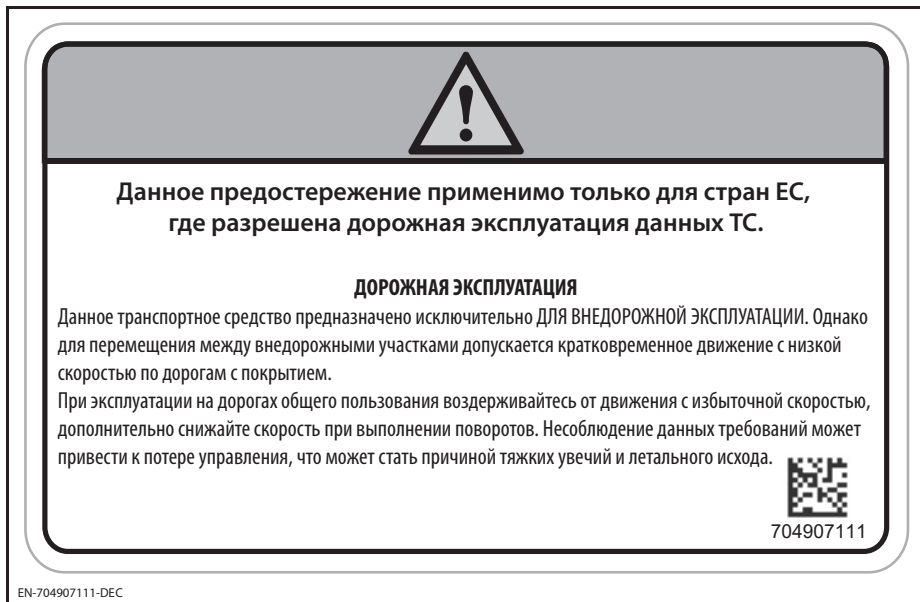 Данное предостережение применимо только для стран ЕС,
где разрешена дорожная эксплуатация данных ТС.
ДОРОЖНАЯ ЭКСПЛУАТАЦИЯ
Данное транспортное средство предназначено исключительно ДЛЯ ВНЕДОРОЖНОЙ ЭКСПЛУАТАЦИИ. Однако
для перемещения между внедорожными участками допускается кратковременное движение с низкой
скоростью по дорогам с покрытием.
При эксплуатации на дорогах общего пользования воздерживайтесь от движения с избыточной скоростью,
дополнительно снижайте скорость при выполнении поворотов. Несоблюдение данных требований может
привести к потере управления, что может стать причиной тяжких увечий и летального исхода.
704907111
EN-704907111-DEC